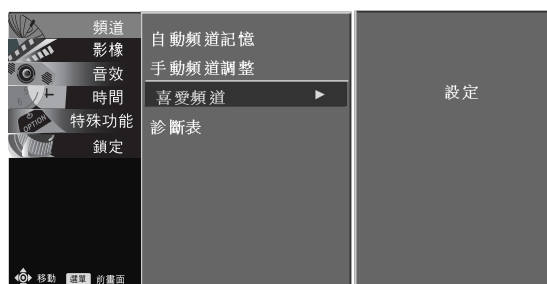 頻道
影像
音效
時間
特殊功能
OPTION
鎖定
自動頻道記憶
手動頻道調整
喜愛頻道 ►
診斷表
設定
移動 選單 前畫面